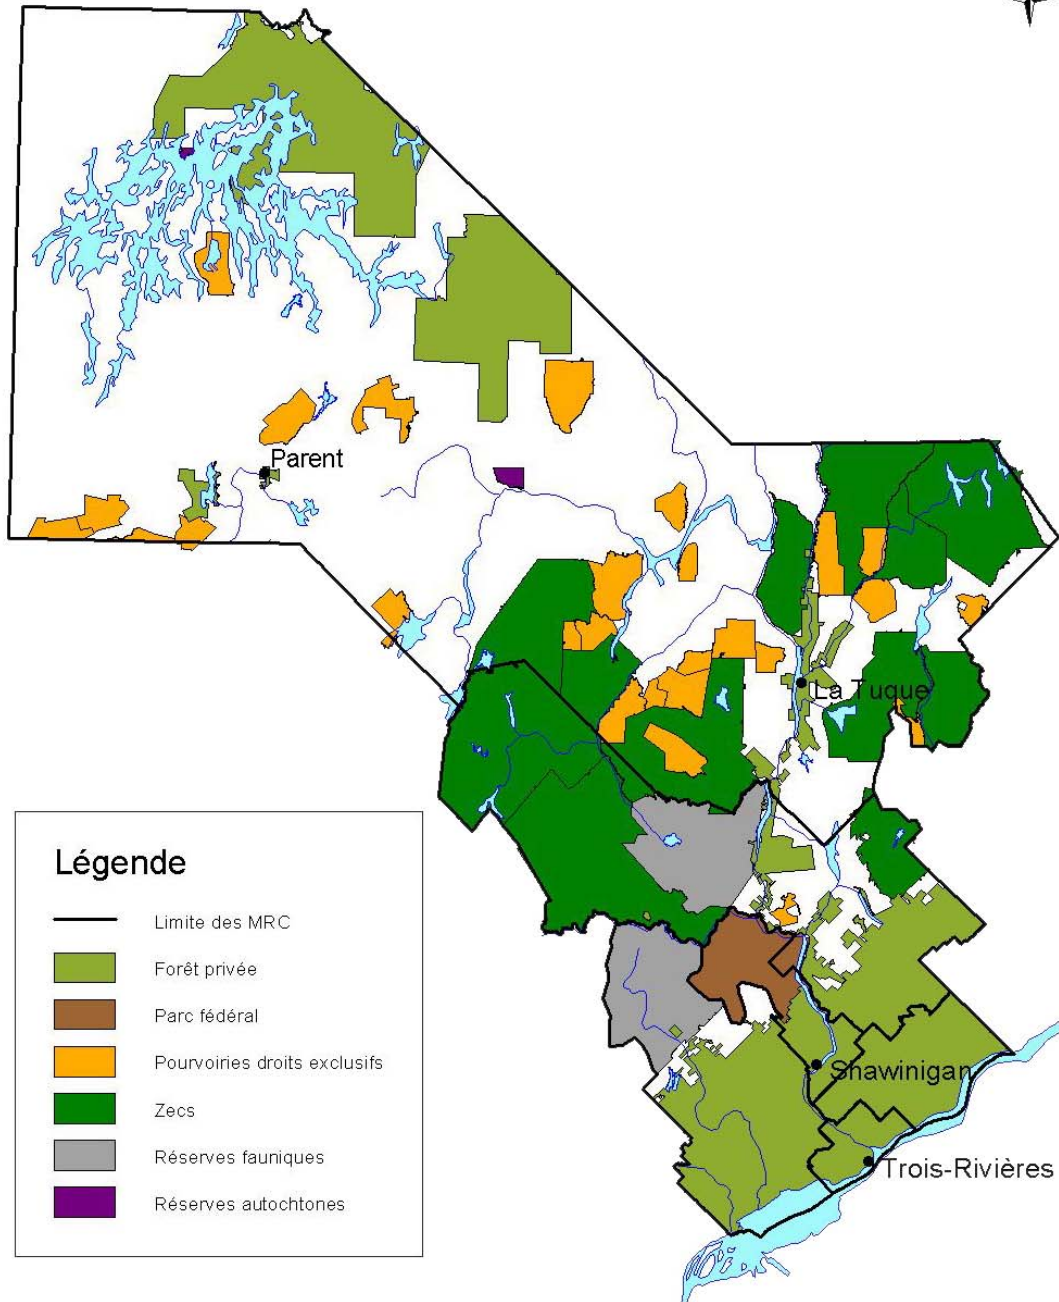 Parent
La Tuque
Shawinigan
Trois-Rivières
Légende
Limite des MRC
Forêt privée
Parc fédéral
Pourvoiries droits exclusifs
Zecs
Réserves fauniques
Réserves autochtones